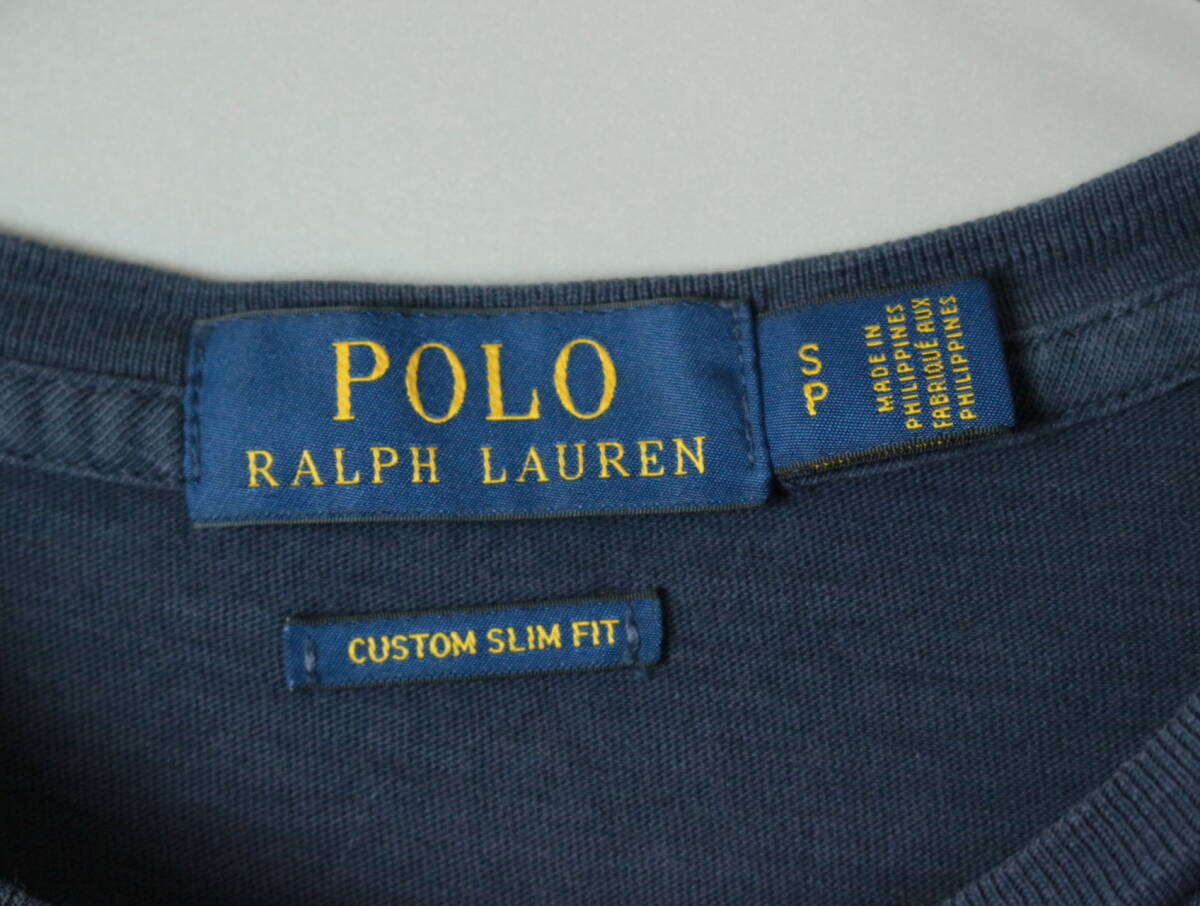 POLO
RALPH LAUREN
S
P
MADE IN
PHILIPPINES
FABRIQUÉ AUX
PHILIPPINES
CUSTOM SLIM FIT